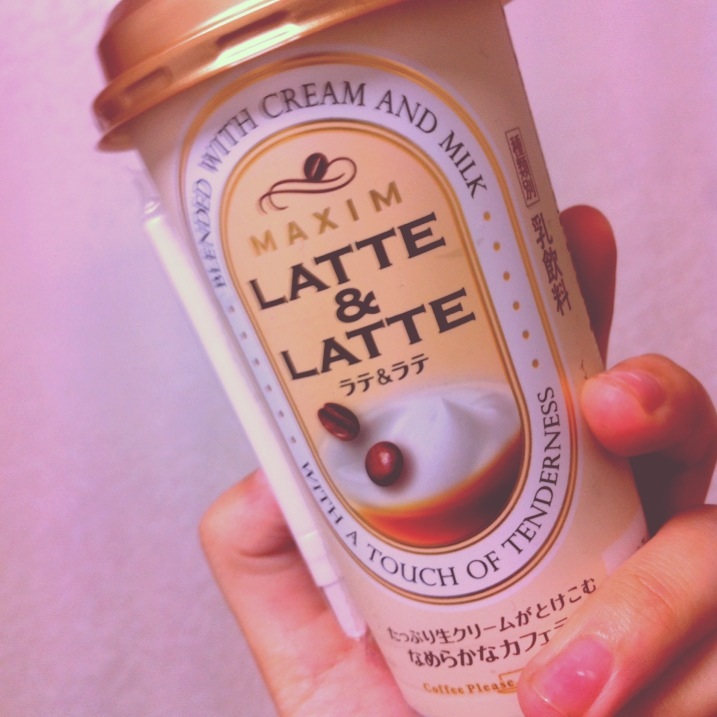 BLENDED WITH CREAM AND MILK
MAXIM
LATTE
&
LATTE
ラテ&ラテ
WITH A TOUCH OF TENDERNESS
種類別
乳飲料
たっぷり生クリームがとけこむ
なめらかなカフェ
Coffee Please